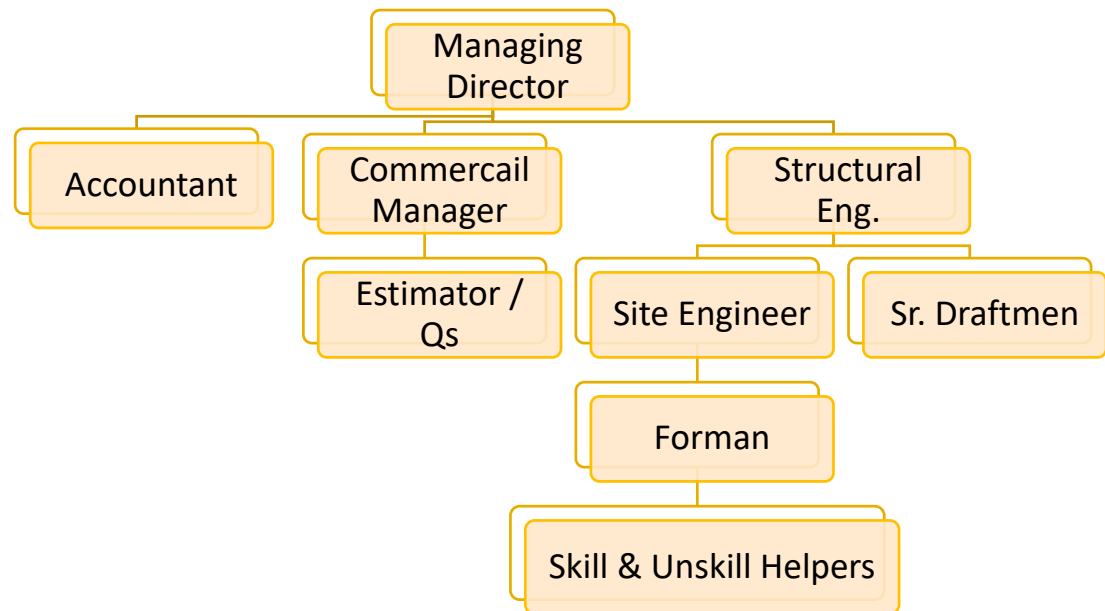 Managing
Director
Accountant
Commercail
Manager
Structural
Eng.
Estimator /
Qs
Site Engineer
Sr. Draftmen
Forman
Skill & Unskill Helpers